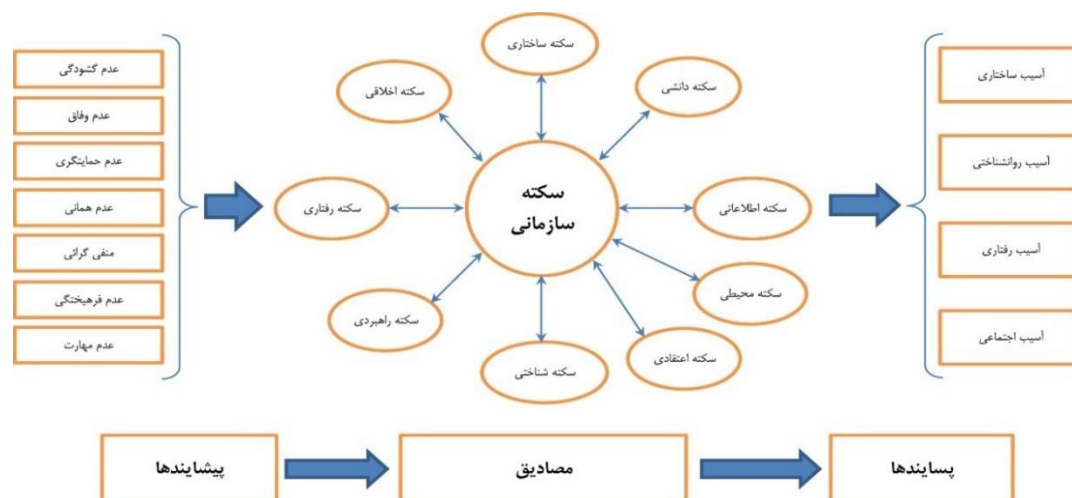 عدم گشودگی
عدم وفاق
عدم حمایتگری
عدم همانی
منفی گرائی
عدم فرهیختگی
عدم مهارت
سکته ساختاری
سکته دانشی
سکته اطلاعاتی
سکته محیطی
سکته اعتقادی
سکته شناختی
سکته راهبردی
سکته رفتاری
سکته اخلاقی
سکته
سازمانی
آسیب ساختاری
آسیب روانشناختی
آسیب رفتاری
آسیب اجتماعی
پیشایندها
مصادیق
پسایندها